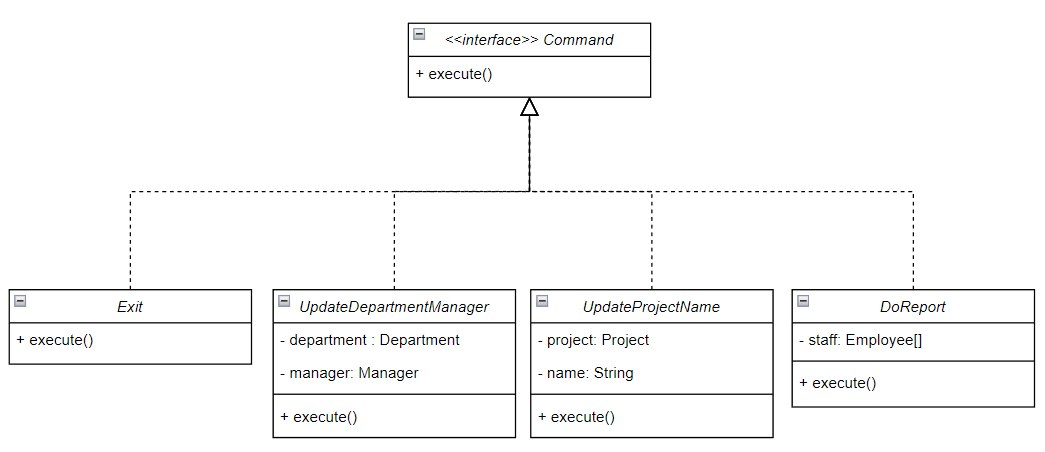 <<interface>> Command
+ execute()
Exit
+ execute()
UpdateDepartmentManager
- department : Department
- manager: Manager
+ execute()
UpdateProjectName
- project: Project
- name: String
+ execute()
DoReport
- staff: Employee[]
+ execute()